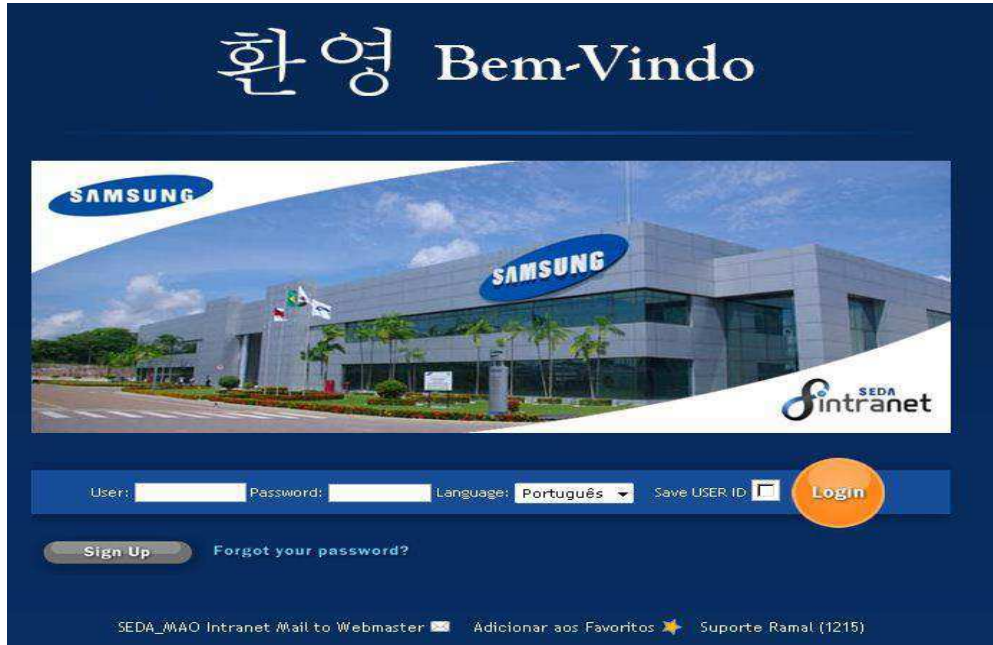 환영 Bem-Vindo
SAMSUNG
SAMSUNG
SEDA
intranet
User: Password: Language: Português Save USER ID Login
Sign Up Forgot your password?
SEDA_MAO Intranet Mail to Webmaster Adicionar aos Favoritos Suporte Ramal (1215)